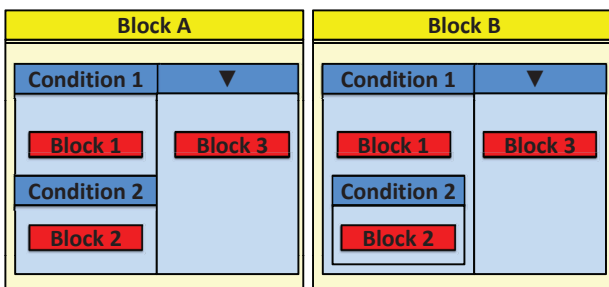 Block A
Condition 1 ▼
Block 1 Block 3
Condition 2
Block 2
Block B
Condition 1 ▼
Block 1 Block 3
Condition 2
Block 2